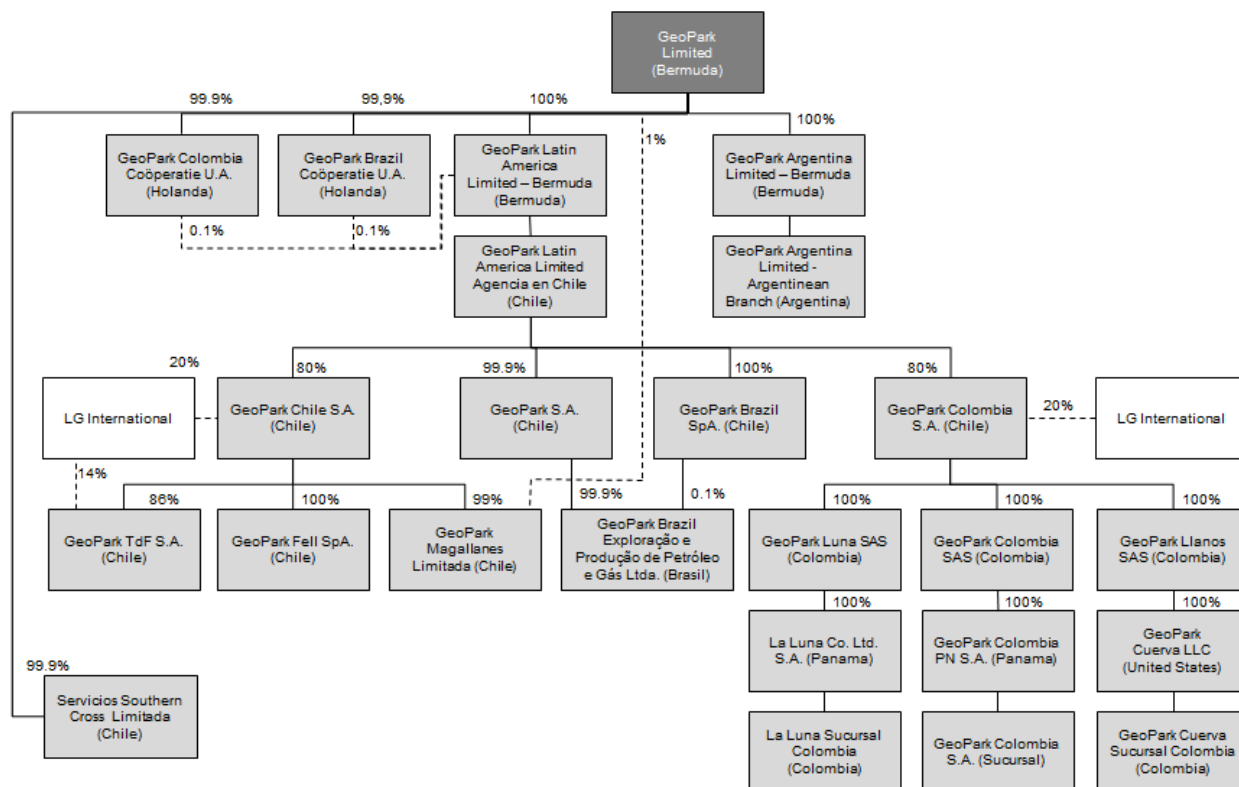 GeoPark
Limited
(Bermuda)
99.9%
99,9%
100%
100%
1%
GeoPark Colombia
Coöperatie U.A.
(Holanda)
GeoPark Brazil
Coöperatie U.A.
(Holanda)
GeoPark Latin
America
Limited – Bermuda
(Bermuda)
GeoPark Argentina
Limited – Bermuda
(Bermuda)
0.1%
0.1%
GeoPark Latin
America Limited
Agencia en Chile
(Chile)
GeoPark Argentina
Limited -
Argentinean
Branch (Argentina)
20%
80%
99.9%
100%
80%
20%
LG International
GeoPark Chile S.A.
(Chile)
GeoPark S.A.
(Chile)
GeoPark Brazil
SpA. (Chile)
GeoPark Colombia
S.A. (Chile)
LG International
14%
86%
100%
99%
99.9%
0.1%
100%
100%
100%
GeoPark TdF S.A.
(Chile)
GeoPark Fell SpA.
(Chile)
GeoPark
Magallanes
Limitada (Chile)
GeoPark Brazil
Exploração e
Produção de Petróleo
e Gás Ltda. (Brasil)
GeoPark Luna SAS
(Colombia)
GeoPark Colombia
SAS (Colombia)
GeoPark Llanos
SAS (Colombia)
100%
100%
100%
La Luna Co. Ltd.
S.A. (Panama)
GeoPark Colombia
PN S.A. (Panama)
GeoPark
Cuerva LLC
(United States)
99.9%
Servicios Southern
Cross Limitada
(Chile)
La Luna Sucursal
Colombia
(Colombia)
GeoPark Colombia
S.A. (Sucursal)
GeoPark Cuerva
Sucursal Colombia
(Colombia)